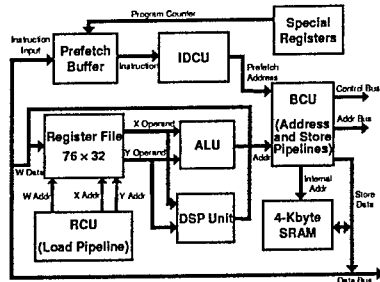 Program Counter
Special
Registers
Instruction
Input
Prefetch
Buffer
Instruction
IDCU
Prefetch
Address
BCU
(Address
and Store
Pipelines)
Control Bus
Addr Bus
Register File
76 × 32
X Operand
Y Operand
ALU
Addr
W Data
W Addr
X Addr
Y Addr
DSP Unit
Internal
Addr
Store
Data
RCU
(Load Pipeline)
4-Kbyte
SRAM
Data Bus